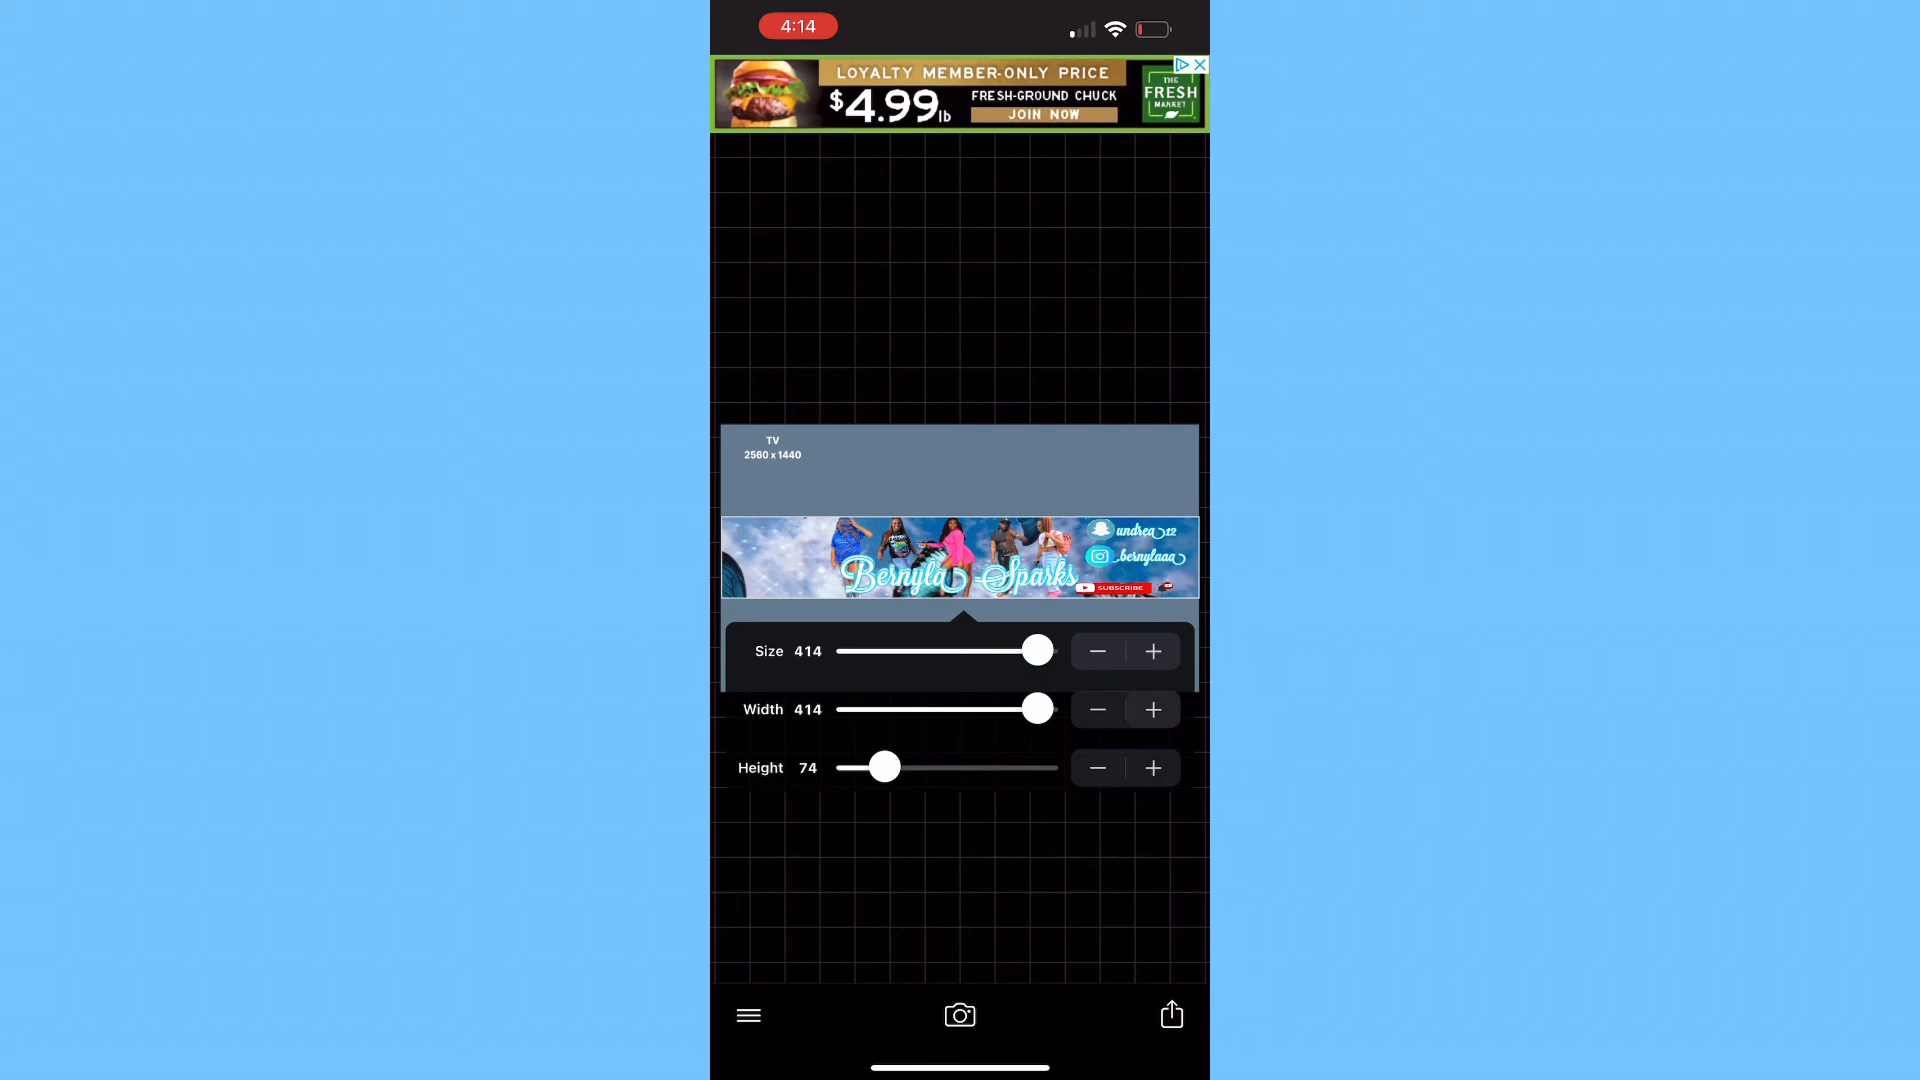 4:14
LOYALTY MEMBER-ONLY PRICE
$4.99lb
FRESH-GROUND CHUCK
JOIN NOW
THE
FRESH
MARKET
TV
2560 x 1440
undrea_12
_bernylaaa_
Bernyla Sparks
SUBSCRIBE
Size 414
Width 414
Height 74